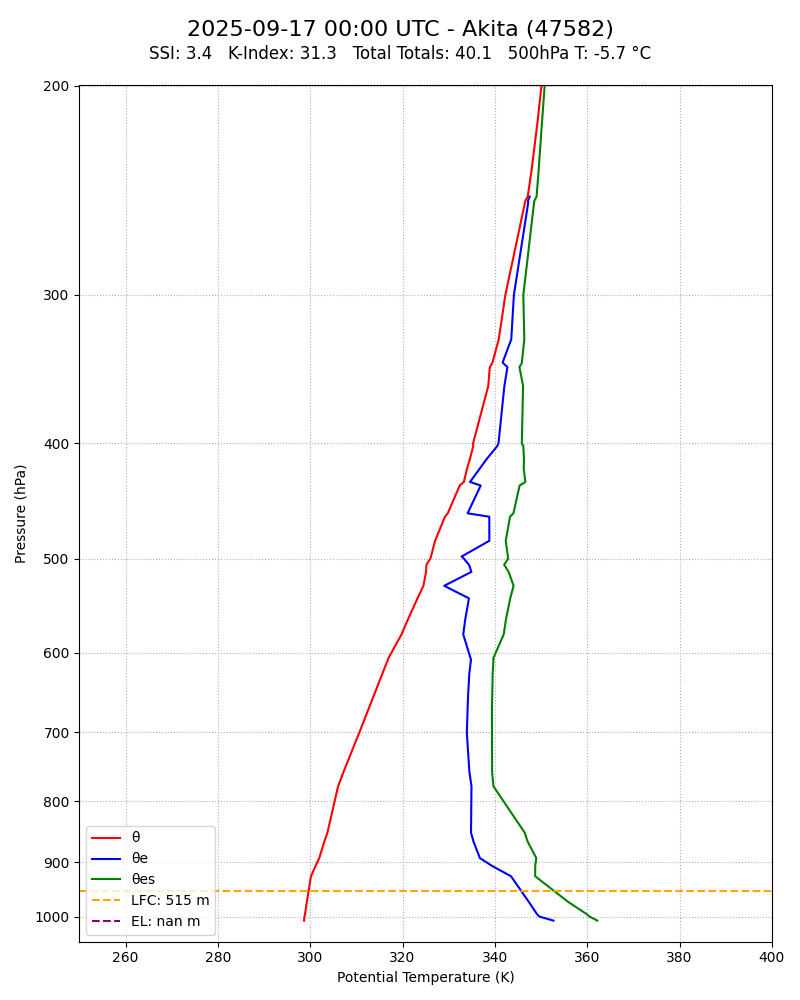 2025-09-17 00:00 UTC - Akita (47582)
SSI: 3.4 K-Index: 31.3 Total Totals: 40.1 500hPa T: -5.7 °C
200
300
400
500
600
700
800
900
1000
Pressure (hPa)
θ
θe
θes
LFC: 515 m
EL: nan m
260 280 300 320 340 360 380 400
Potential Temperature (K)